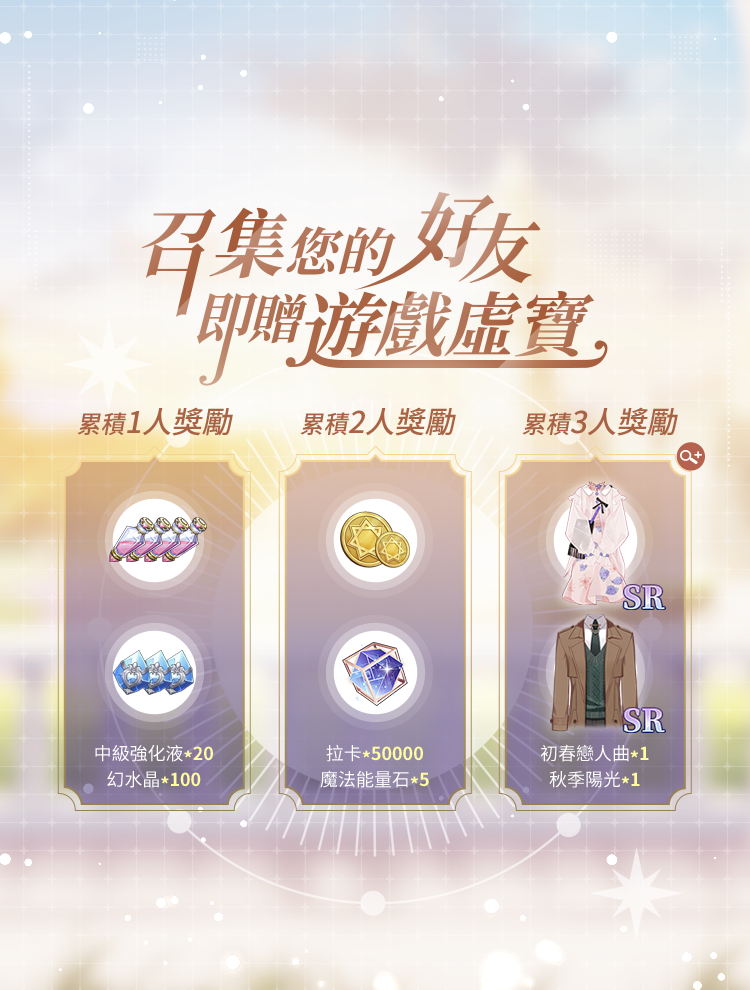 召集您的好友
即贈遊戲虛寶
累積1人獎勵
累積2人獎勵
累積3人獎勵
SR
SR
中級強化液*20
幻水晶*100
拉卡*50000
魔法能量石*5
初春戀人曲*1
秋季陽光*1